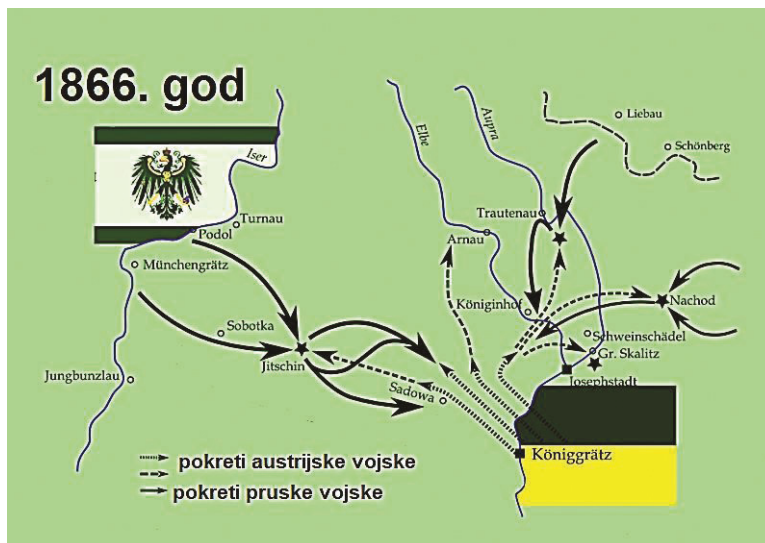 1866. god
Elbe
Aupra
Liebau
Schönberg
Iser
Turnau
Podol
Trautenau
Arnau
Münchengrätz
Königinhof
Nachod
Sobotka
Schweinschädel
Gr. Skalitz
Jitschin
Jungbunzlau
Josephstadt
Sadowa
Königgrätz
pokreti austrijske vojske
pokreti pruske vojske